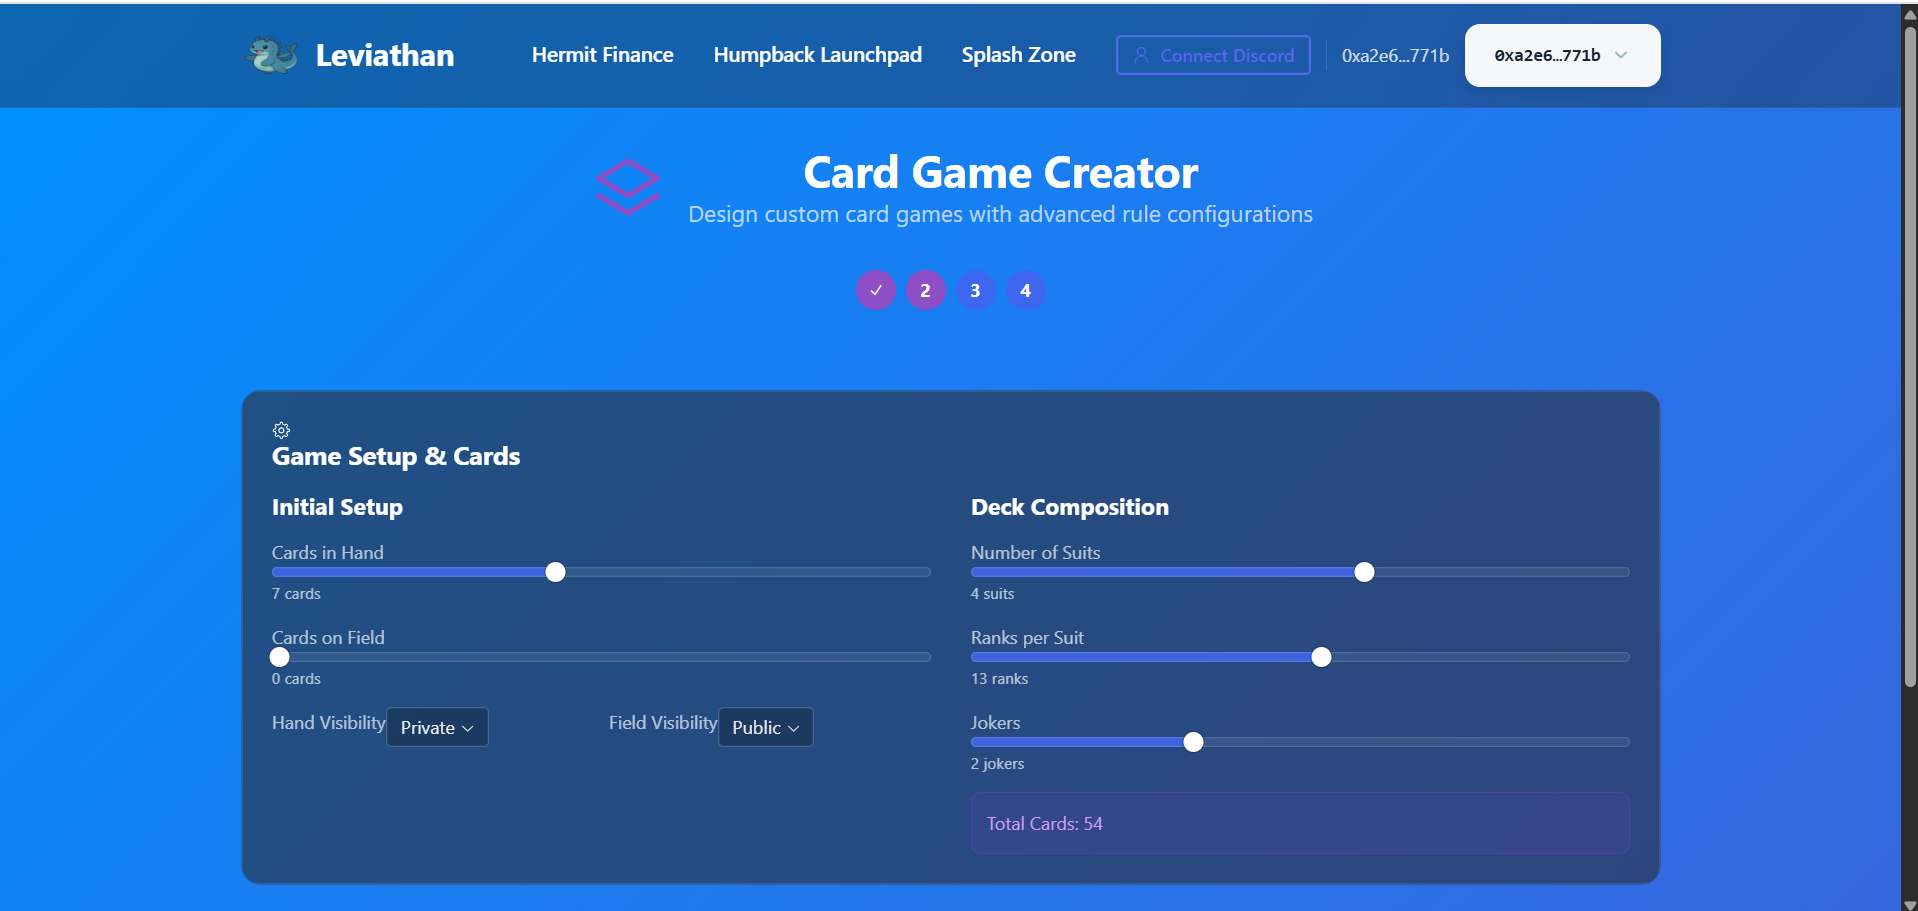 Leviathan
Hermit Finance
Humpback Launchpad
Splash Zone
Connect Discord
0xa2e6...771b
0xa2e6...771b
Card Game Creator
Design custom card games with advanced rule configurations
2
3
4
Game Setup & Cards
Initial Setup
Cards in Hand
7 cards
Cards on Field
0 cards
Hand Visibility Private
Field Visibility Public
Deck Composition
Number of Suits
4 suits
Ranks per Suit
13 ranks
Jokers
2 jokers
Total Cards: 54